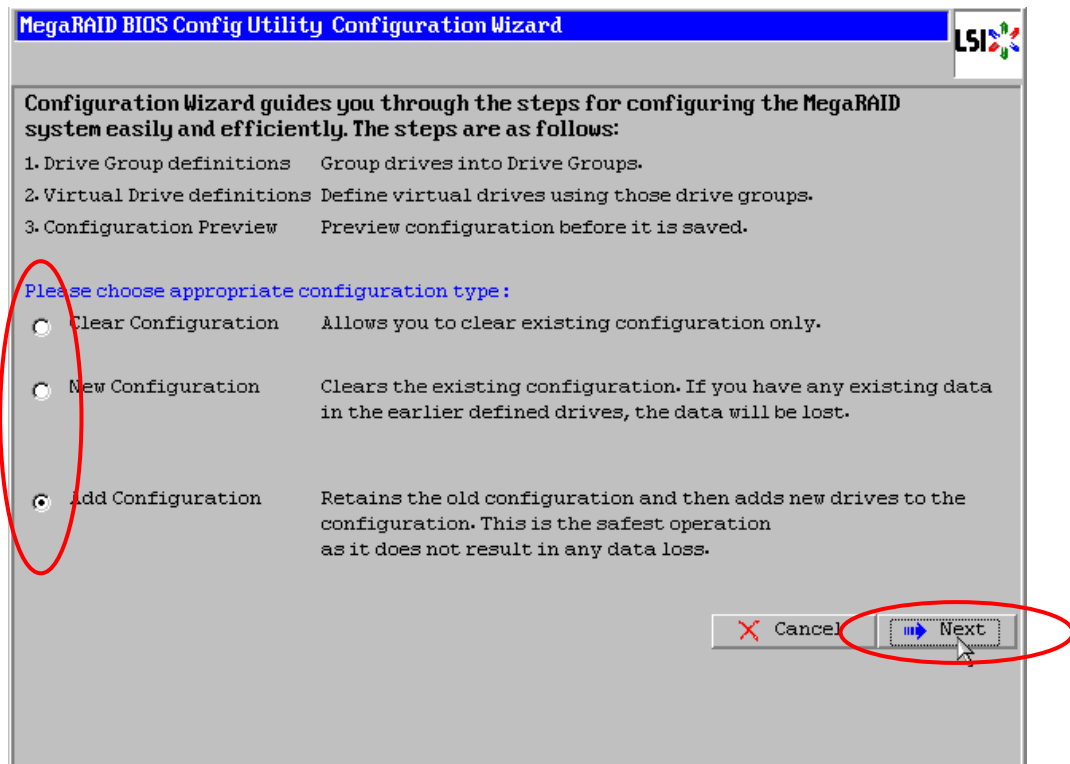 MegaRAID BIOS Config Utility Configuration Wizard
LSI
Configuration Wizard guides you through the steps for configuring the MegaRAID
system easily and efficiently. The steps are as follows:
1. Drive Group definitions Group drives into Drive Groups.
2. Virtual Drive definitions Define virtual drives using those drive groups.
3. Configuration Preview Preview configuration before it is saved.
Please choose appropriate configuration type:
Clear Configuration Allows you to clear existing configuration only.
New Configuration Clears the existing configuration. If you have any existing data
in the earlier defined drives, the data will be lost.
Add Configuration Retains the old configuration and then adds new drives to the
configuration. This is the safest operation
as it does not result in any data loss.
Cancel Next